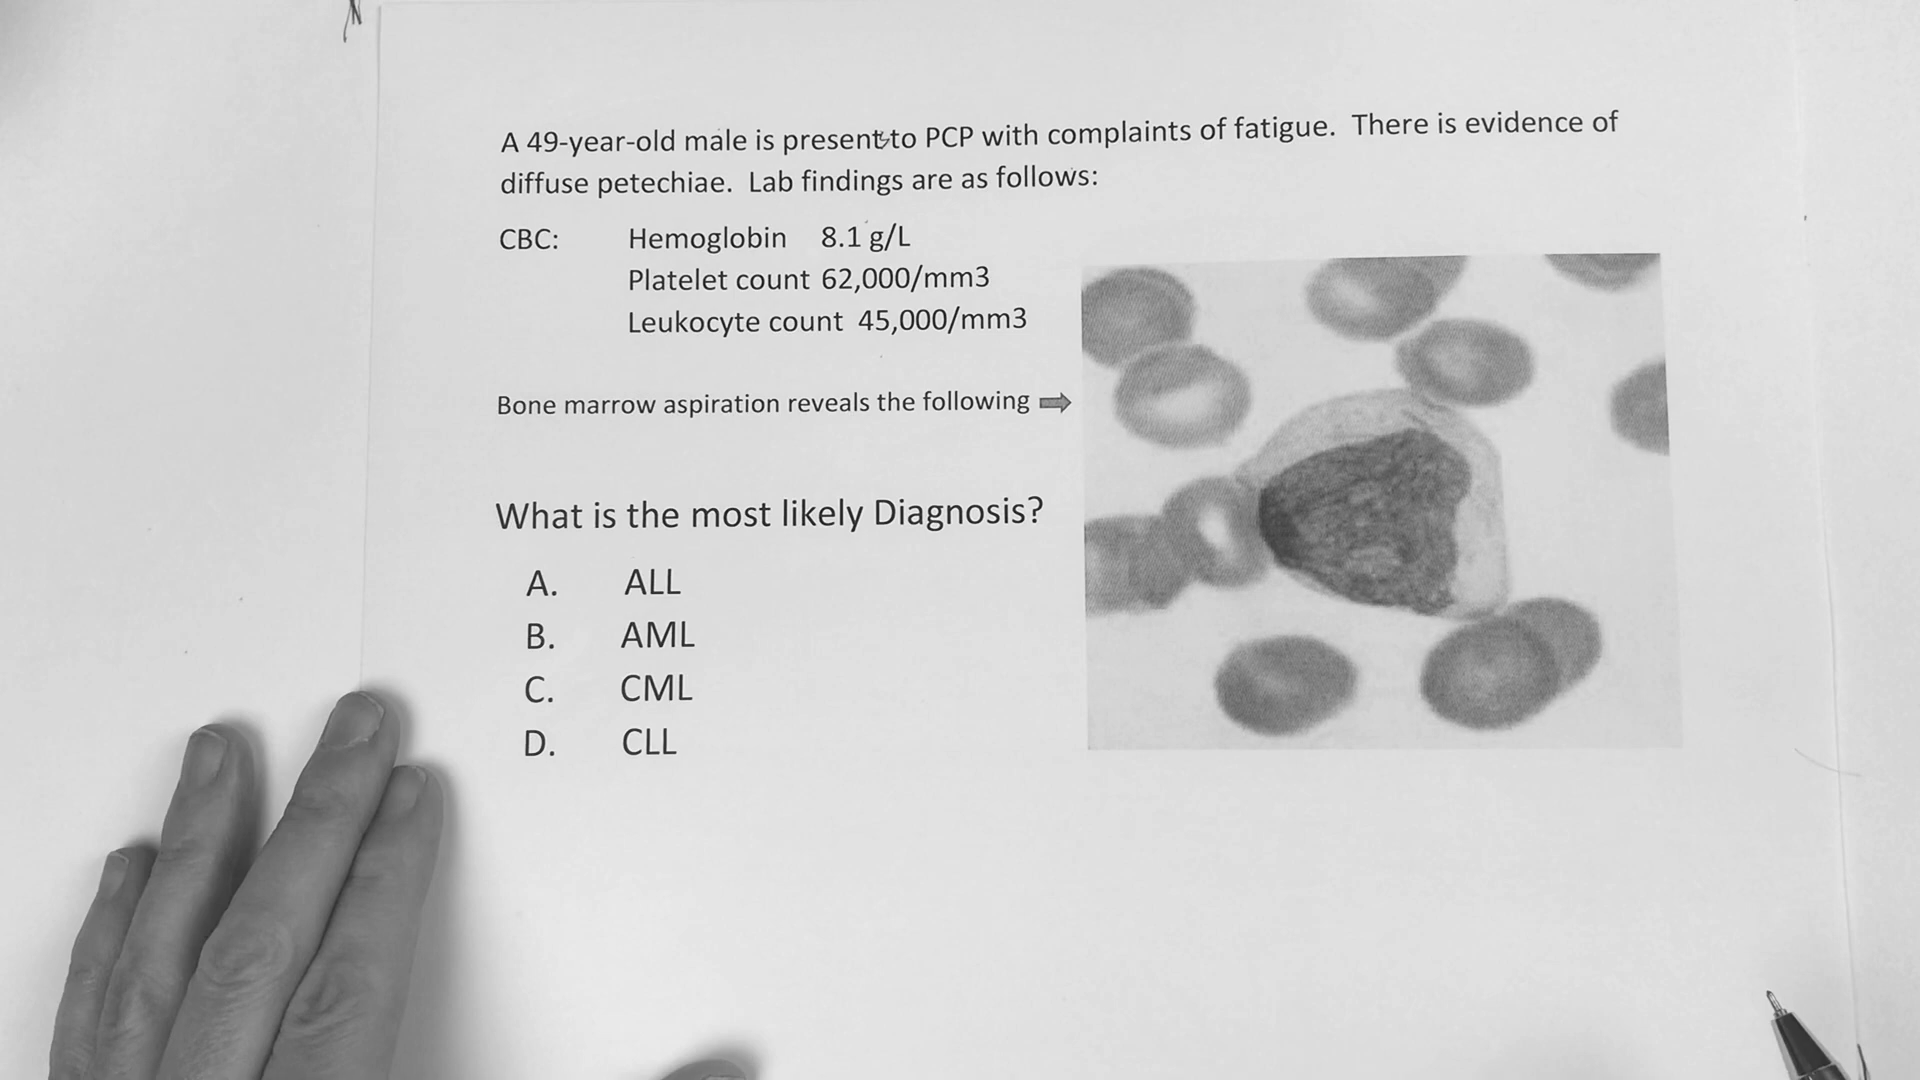 A 49-year-old male is present to PCP with complaints of fatigue. There is evidence of
diffuse petechiae. Lab findings are as follows:
CBC: Hemoglobin 8.1 g/L
Platelet count 62,000/mm3
Leukocyte count 45,000/mm3
Bone marrow aspiration reveals the following
What is the most likely Diagnosis?
A. ALL
B. AML
C. CML
D. CLL